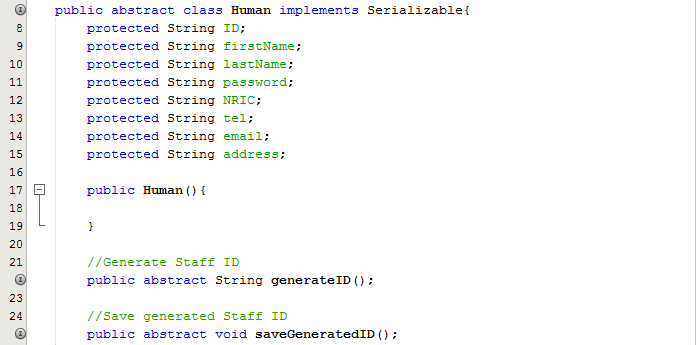 public abstract class Human implements Serializable{
8 protected String ID;
9 protected String firstName;
10 protected String lastName;
11 protected String password;
12 protected String NRIC;
13 protected String tel;
14 protected String email;
15 protected String address;
16
17 public Human(){
18
19 }
20
21 //Generate Staff ID
public abstract String generateID();
23
24 //Save generated Staff ID
public abstract void saveGeneratedID();